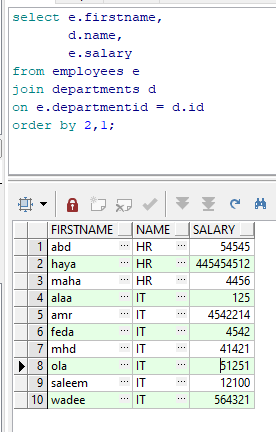 select e.firstname,
d.name,
e.salary
from employees e
join departments d
on e.departmentid = d.id
order by 2,1;
FIRSTNAME NAME SALARY
1 abd ... HR ... 54545
2 haya ... HR ... 445454512
3 maha ... HR ... 4456
4 alaa ... IT ... 125
5 amr ... IT ... 4542214
6 feda ... IT ... 4542
7 mhd ... IT ... 41421
8 ola ... IT ... 51251
9 saleem ... IT ... 12100
10 wadee ... IT ... 564321